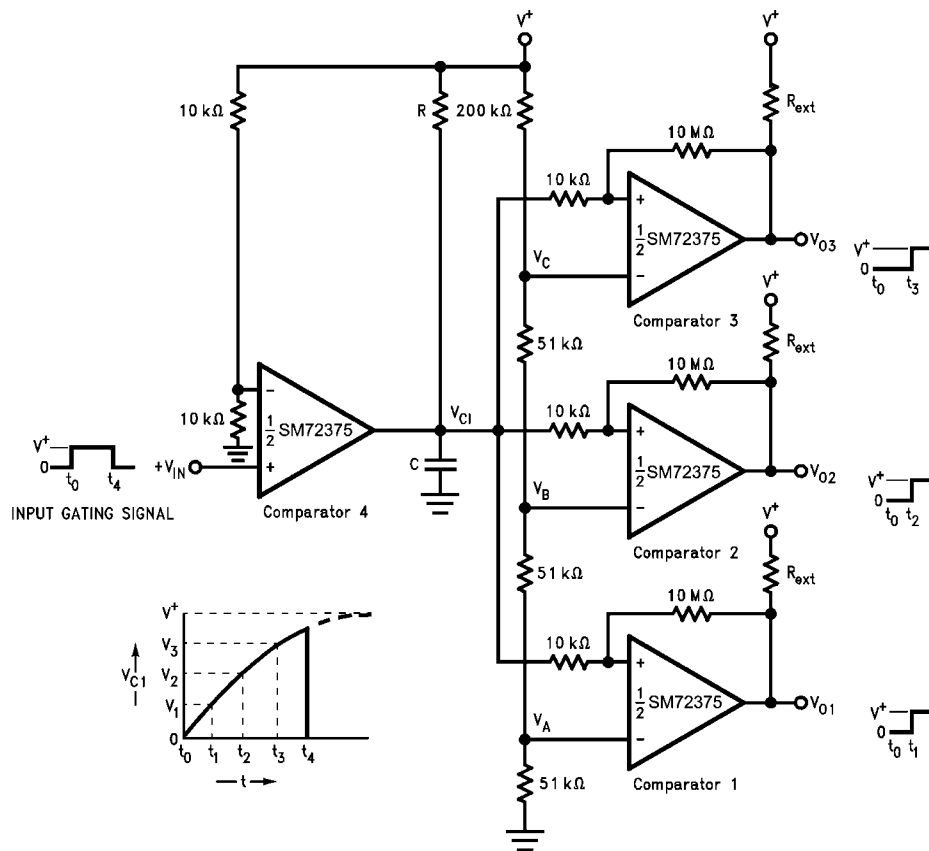 V+
V+
10 kΩ
R
200 kΩ
Rext
10 MΩ
10 kΩ
+
1/2 SM72375
VO3
V+
0
t0 t3
VC
−
Comparator 3
V+
51 kΩ
Rext
10 MΩ
10 kΩ
−
10 kΩ
+
1/2 SM72375
VC1
1/2 SM72375
VO2
V+
0
t0 t2
V+
0
t0 t4
+VIN
+
C
VB
−
INPUT GATING SIGNAL
Comparator 4
Comparator 2
V+
51 kΩ
Rext
10 MΩ
V+
V3
VC1
V2
V1
0
t0 t1 t2 t3 t4
t
10 kΩ
+
1/2 SM72375
VO1
V+
0
t0 t1
VA
−
51 kΩ
Comparator 1